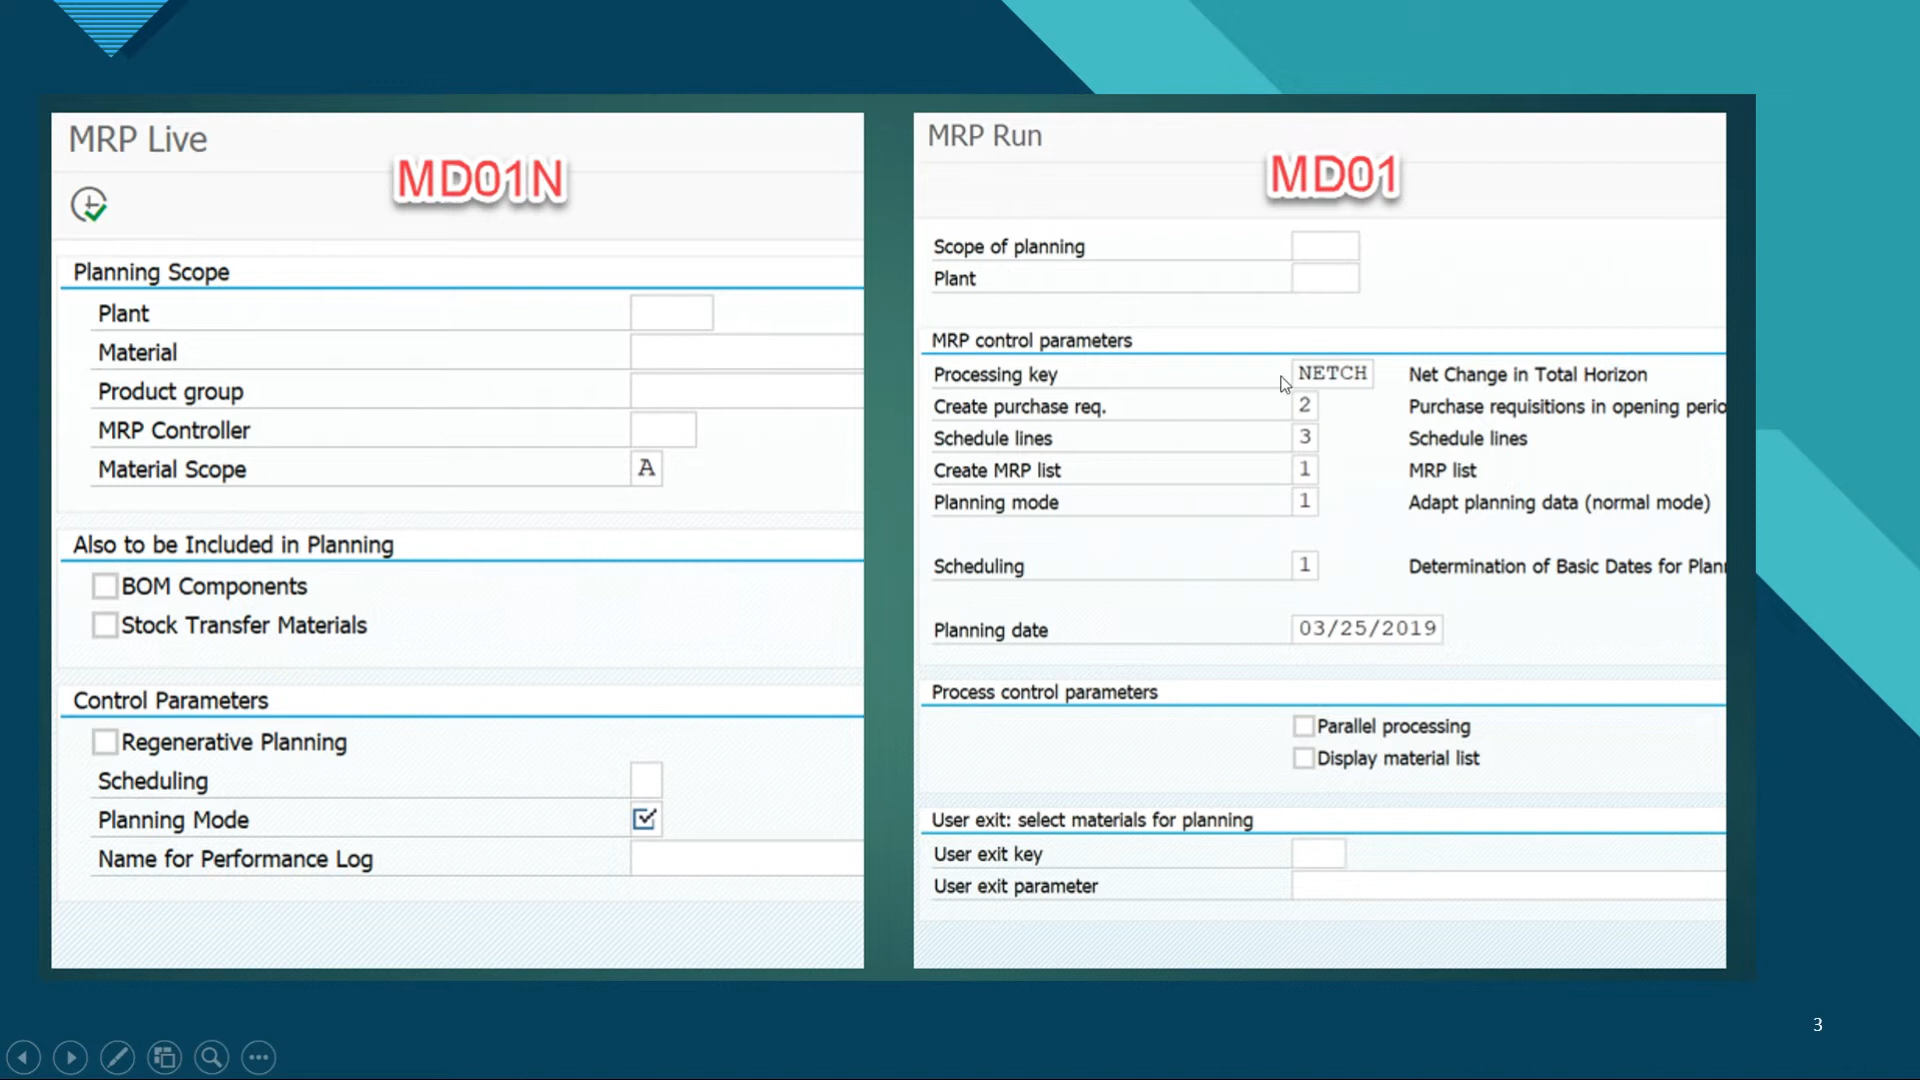 MRP Live
MD01N
Planning Scope
Plant
Material
Product group
MRP Controller
Material Scope A
Also to be Included in Planning
BOM Components
Stock Transfer Materials
Control Parameters
Regenerative Planning
Scheduling
Planning Mode
Name for Performance Log
MRP Run
MD01
Scope of planning
Plant
MRP control parameters
Processing key NETCH Net Change in Total Horizon
Create purchase req. 2 Purchase requisitions in opening perio
Schedule lines 3 Schedule lines
Create MRP list 1 MRP list
Planning mode 1 Adapt planning data (normal mode)
Scheduling 1 Determination of Basic Dates for Plan
Planning date 03/25/2019
Process control parameters
Parallel processing
Display material list
User exit: select materials for planning
User exit key
User exit parameter
3